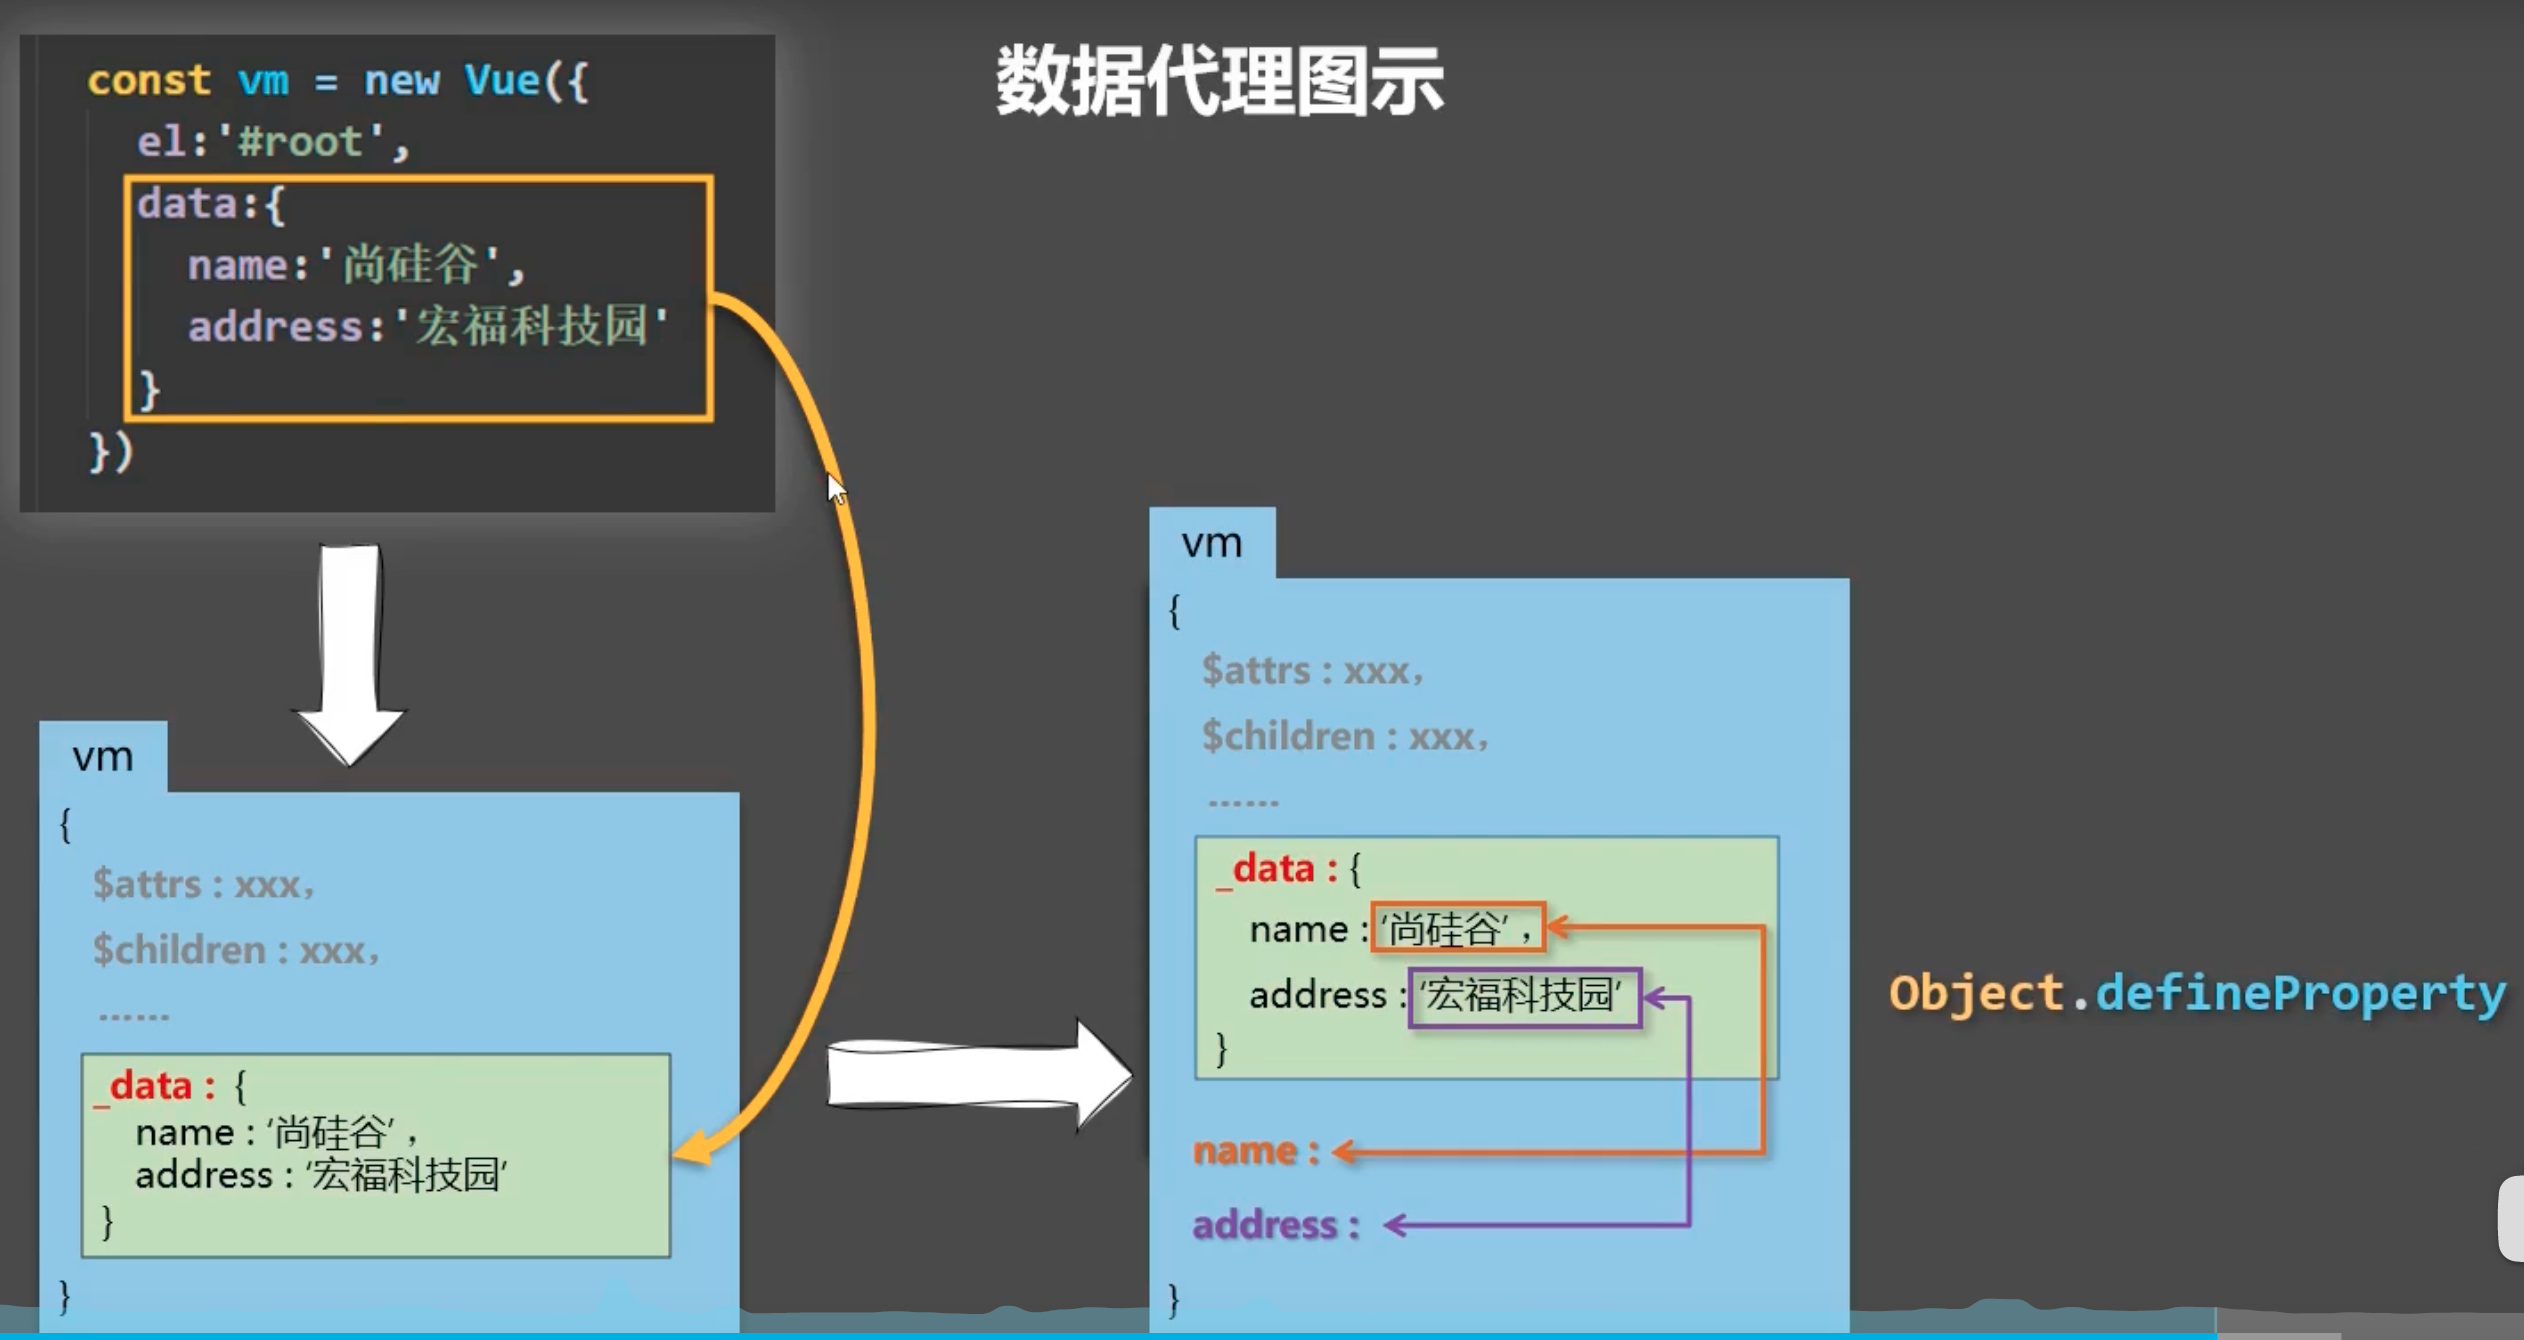 数据代理图示
const vm = new Vue({
el:'#root',
data:{
name:'尚硅谷',
address:'宏福科技园'
}
})
vm
{
$attrs : xxx，
$children : xxx，
……
_data : {
name : ‘尚硅谷’，
address : ‘宏福科技园’
}
}
vm
{
$attrs : xxx，
$children : xxx，
……
_data : {
name : ‘尚硅谷’，
address : ‘宏福科技园’
}
name :
address :
}
Object.defineProperty